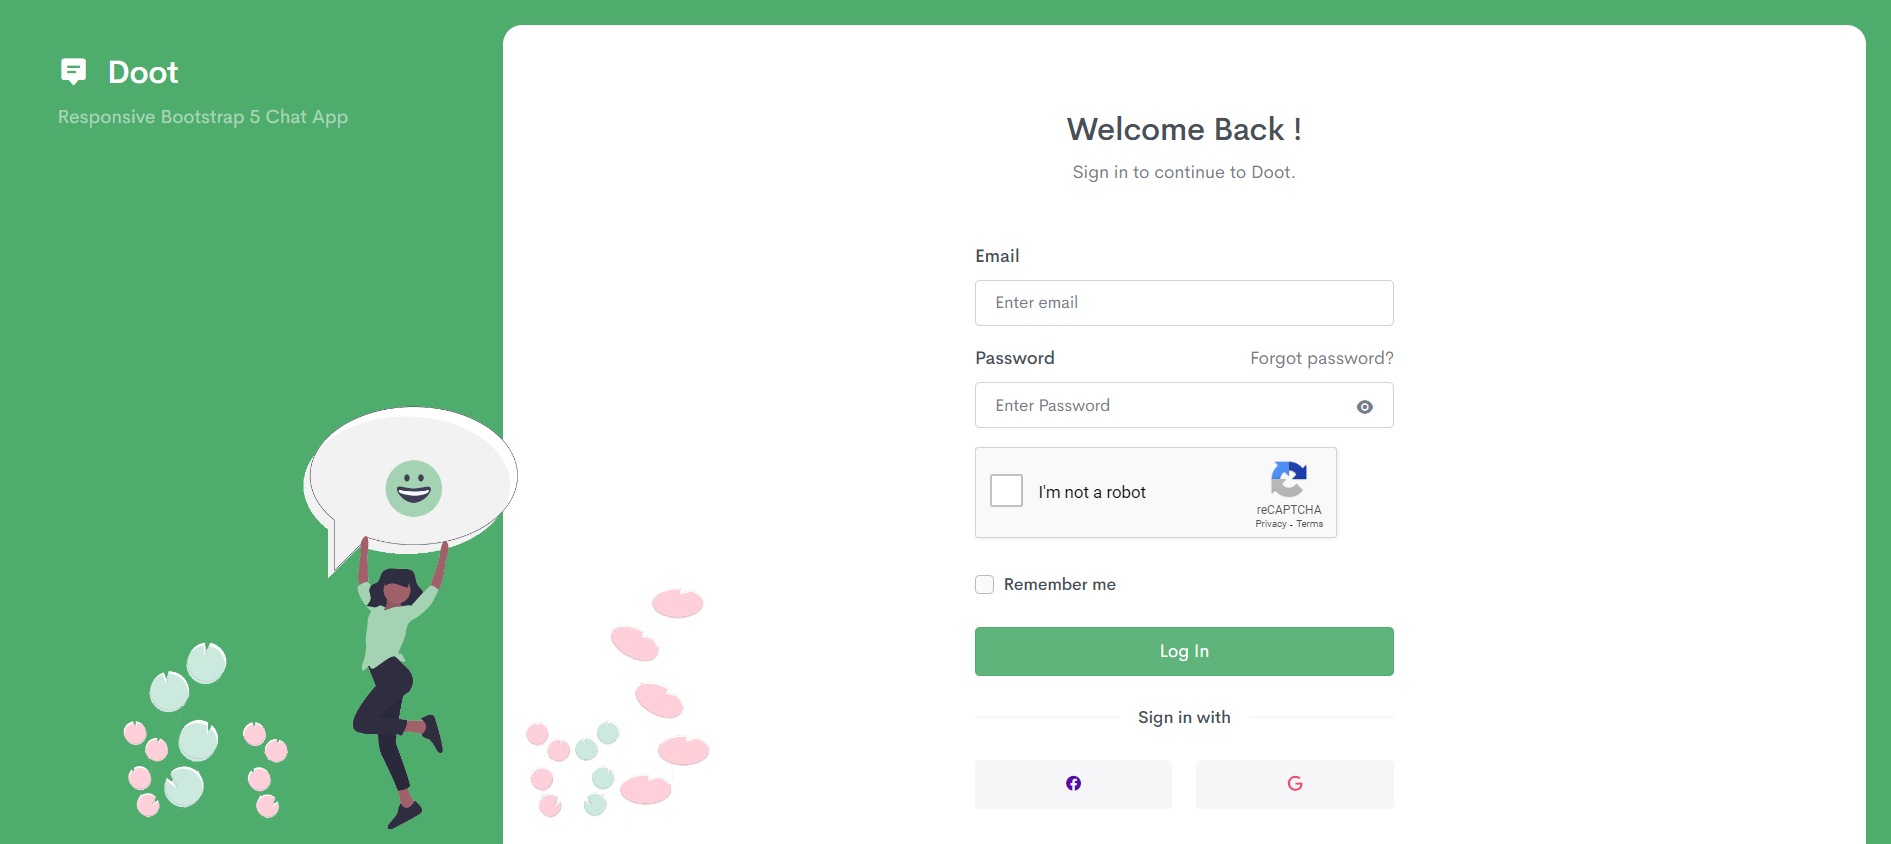 Doot
Responsive Bootstrap 5 Chat App
Welcome Back !
Sign in to continue to Doot.
Email
Enter email
Password Forgot password?
Enter Password
I'm not a robot
reCAPTCHA
Privacy - Terms
Remember me
Log In
Sign in with